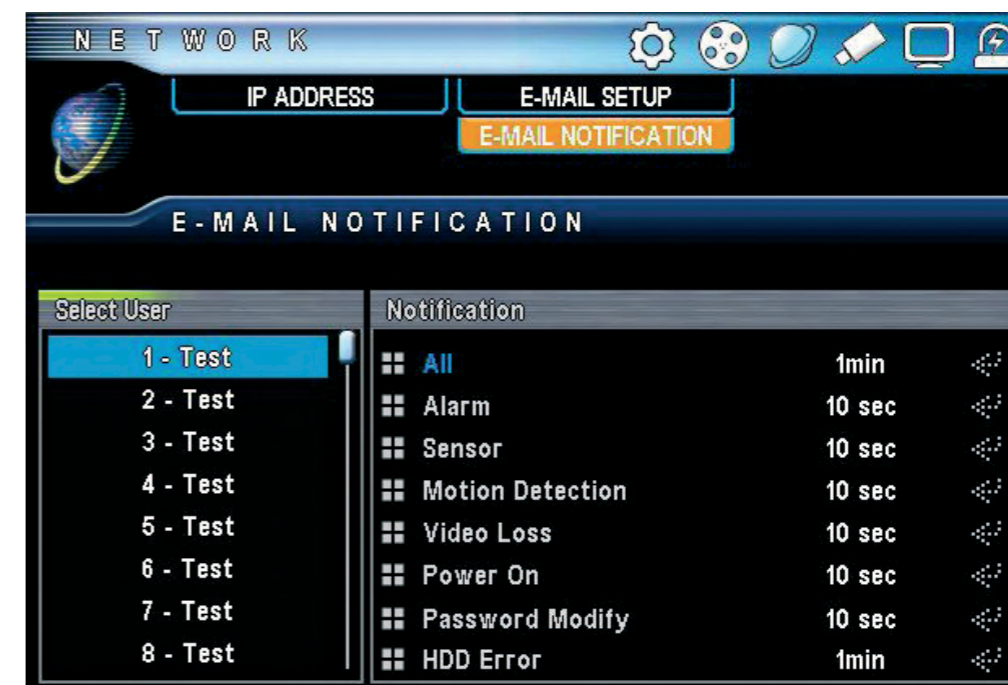 NETWORK
IP ADDRESS E-MAIL SETUP
E-MAIL NOTIFICATION
E-MAIL NOTIFICATION
Select User Notification
1 - Test All 1min
2 - Test Alarm 10 sec
3 - Test Sensor 10 sec
4 - Test Motion Detection 10 sec
5 - Test Video Loss 10 sec
6 - Test Power On 10 sec
7 - Test Password Modify 10 sec
8 - Test HDD Error 1min